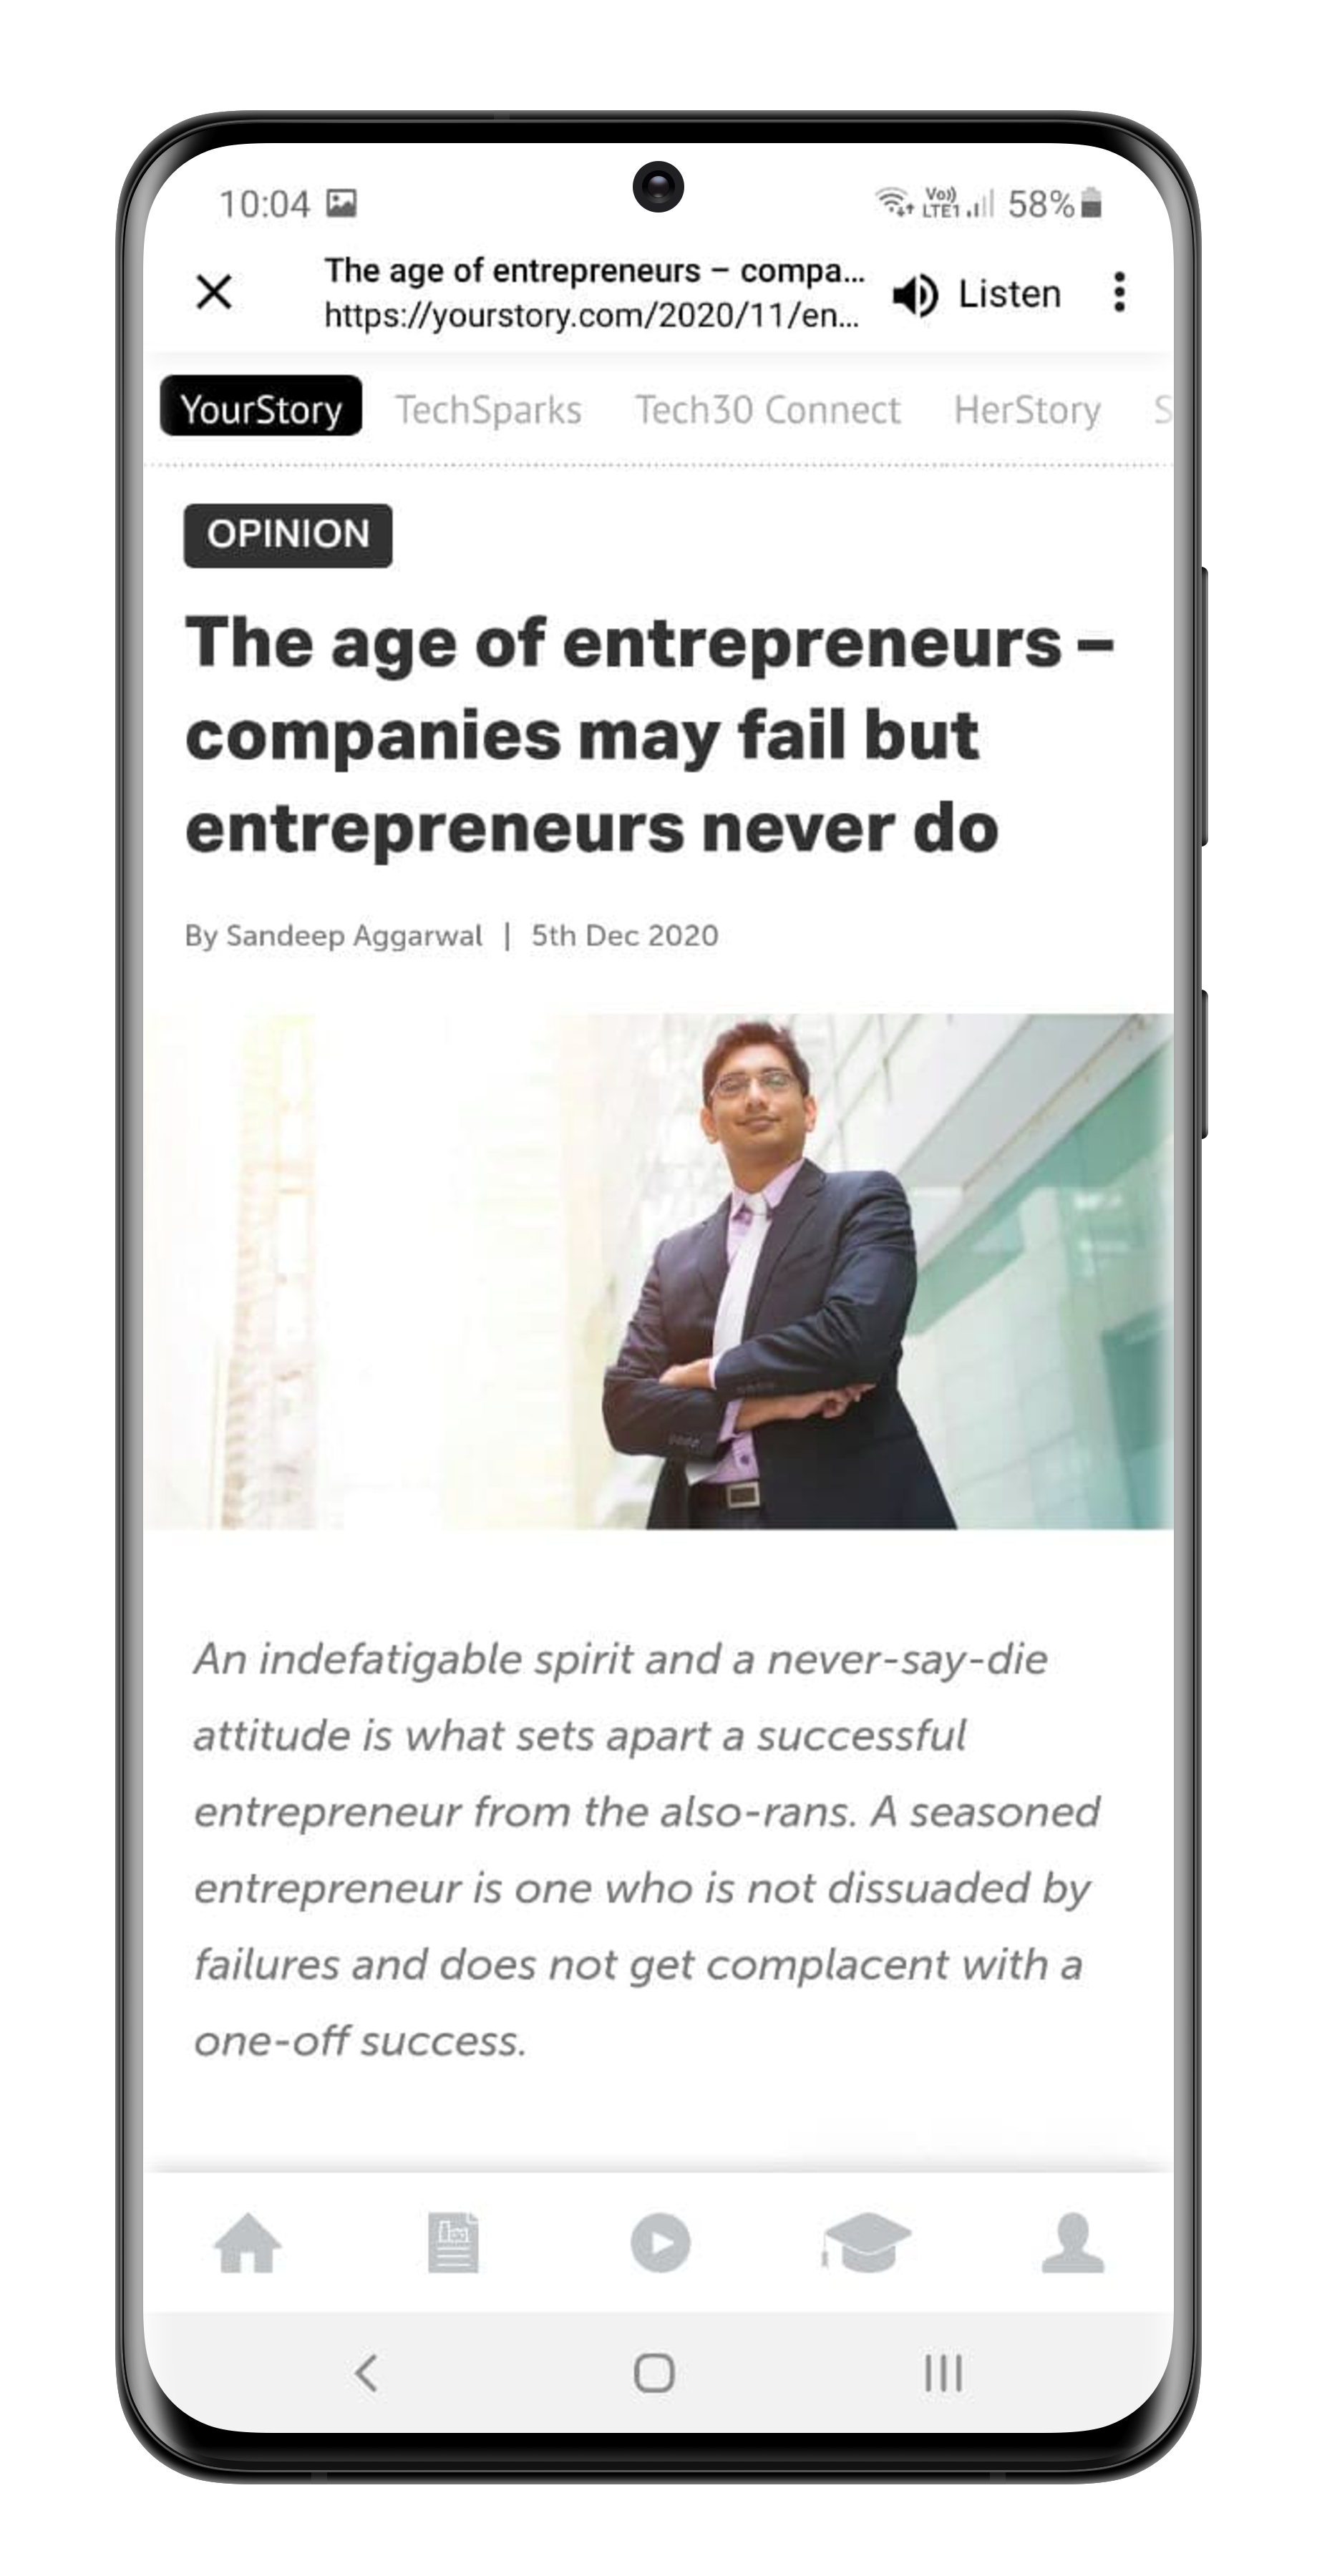 10:04
Vo))
LTE1
58%
The age of entrepreneurs – compa...
https://yourstory.com/2020/11/en...
Listen
YourStory TechSparks Tech30 Connect HerStory S
OPINION
The age of entrepreneurs –
companies may fail but
entrepreneurs never do
By Sandeep Aggarwal | 5th Dec 2020
An indefatigable spirit and a never-say-die
attitude is what sets apart a successful
entrepreneur from the also-rans. A seasoned
entrepreneur is one who is not dissuaded by
failures and does not get complacent with a
one-off success.